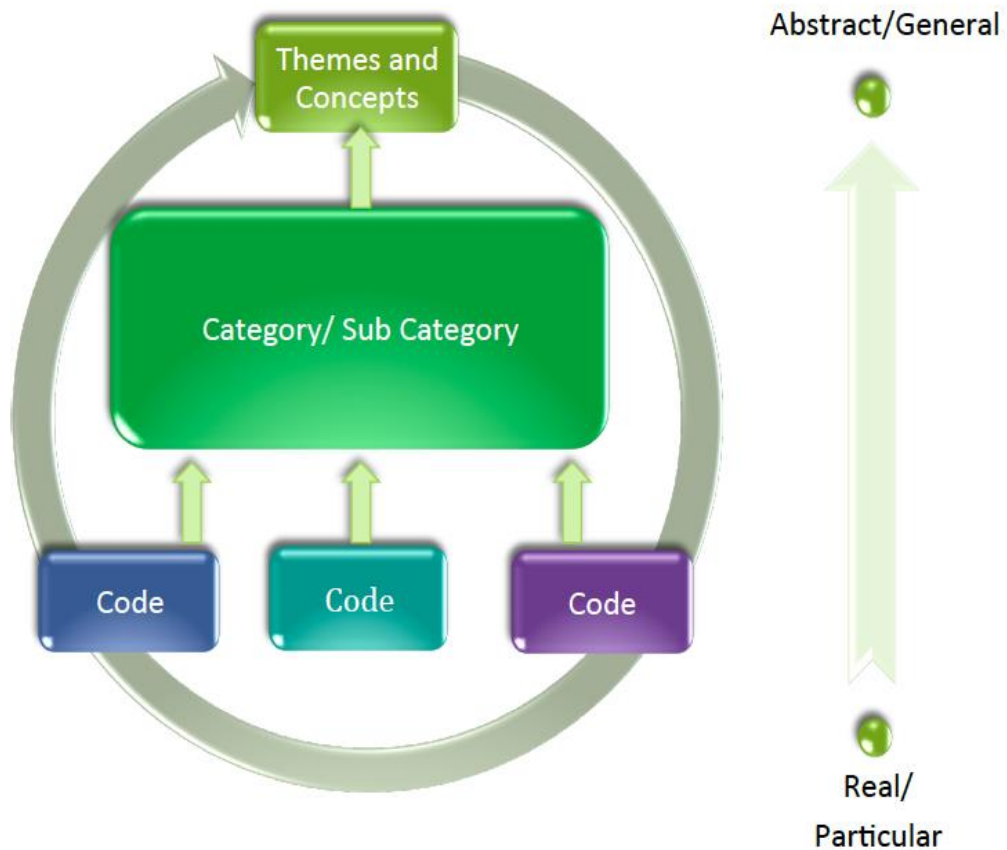 Abstract/General
Themes and
Concepts
Category/ Sub Category
Code
Code
Code
Real/
Particular